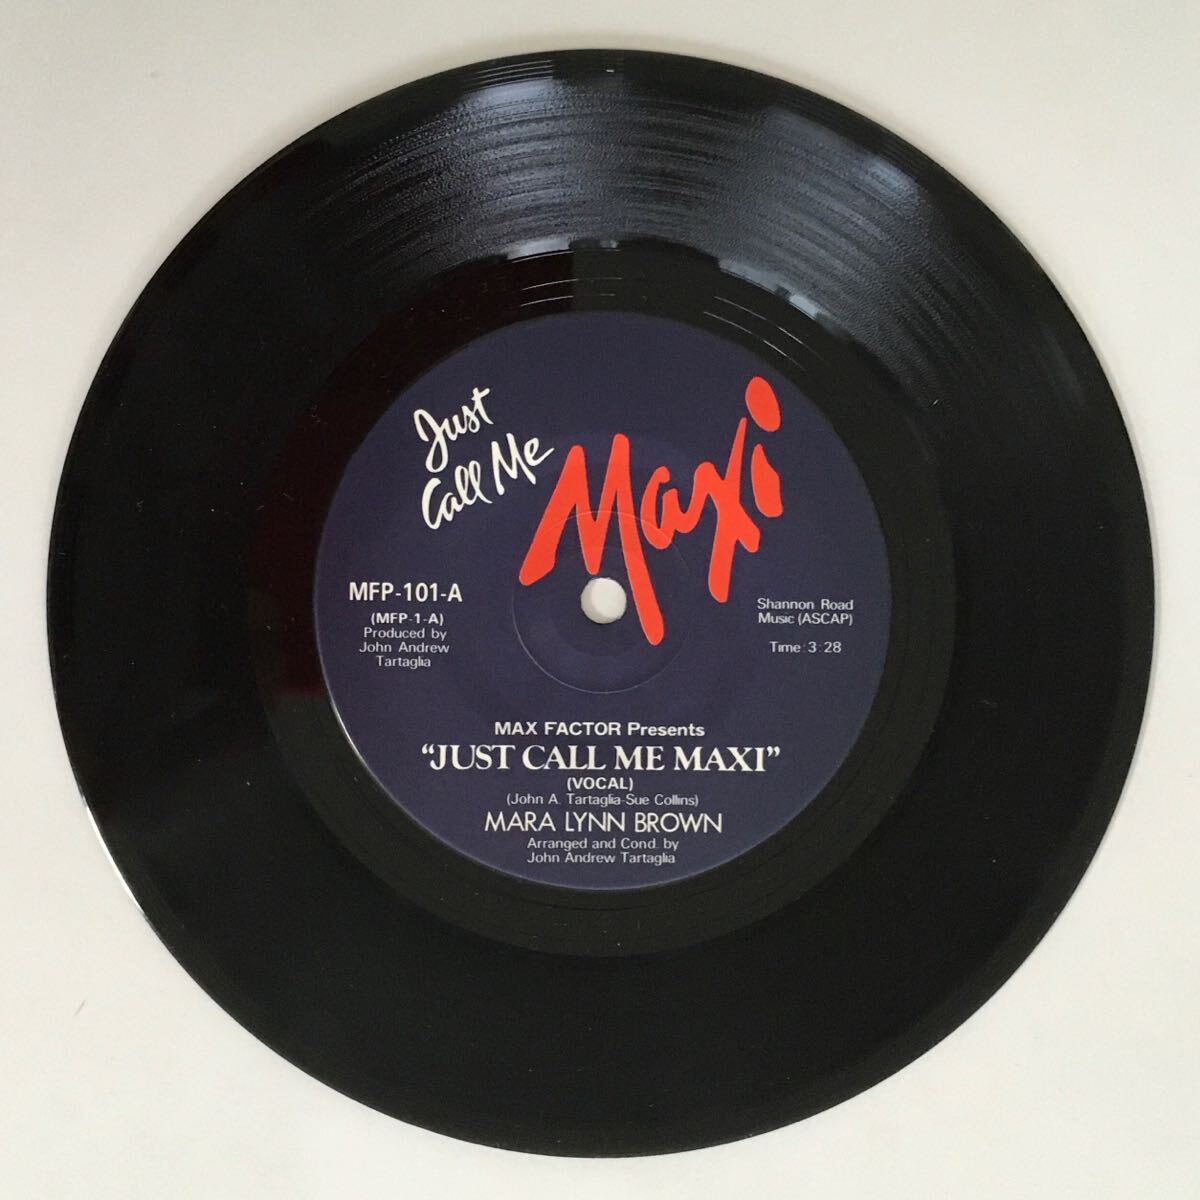 Just
Call Me
Maxi
MFP-101-A
(MFP-1-A)
Produced by
John Andrew
Tartaglia
Shannon Road
Music (ASCAP)
Time: 3:28
MAX FACTOR Presents
“JUST CALL ME MAXI”
(VOCAL)
(John A. Tartaglia-Sue Collins)
MARA LYNN BROWN
Arranged and Cond. by
John Andrew Tartaglia